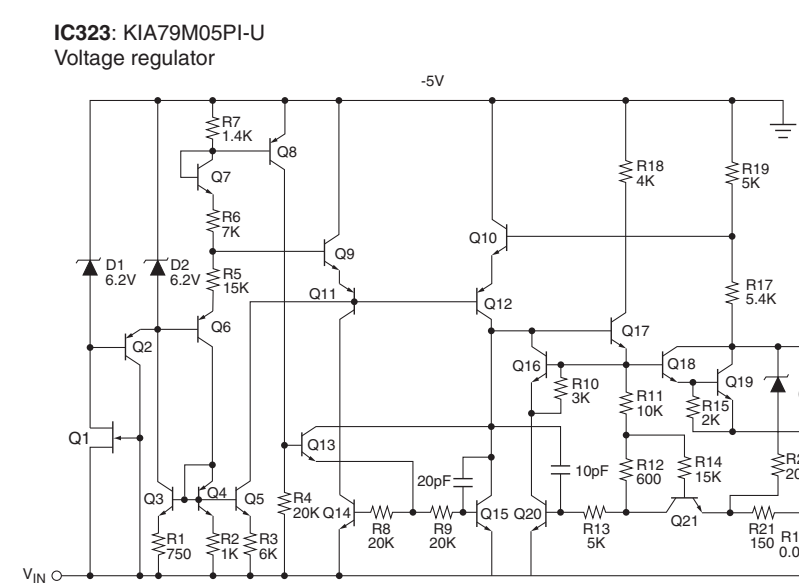 IC323: KIA79M05PI-U
Voltage regulator
-5V
R7
1.4K
Q8
Q7
R18
4K
R19
5K
R6
7K
Q9
Q10
D1
6.2V
D2
6.2V
R5
15K
R17
5.4K
Q11
Q12
Q2
Q6
Q17
Q16
Q18
Q19
R10
3K
R11
10K
R15
2K
Q1
Q13
20pF
10pF
R12
600
R14
15K
Q3
Q4
Q5
R4
20K
Q14
Q15
Q20
Q21
R8
20K
R9
20K
R13
5K
R21
150
R1
750
R2
1K
R3
6K
VIN